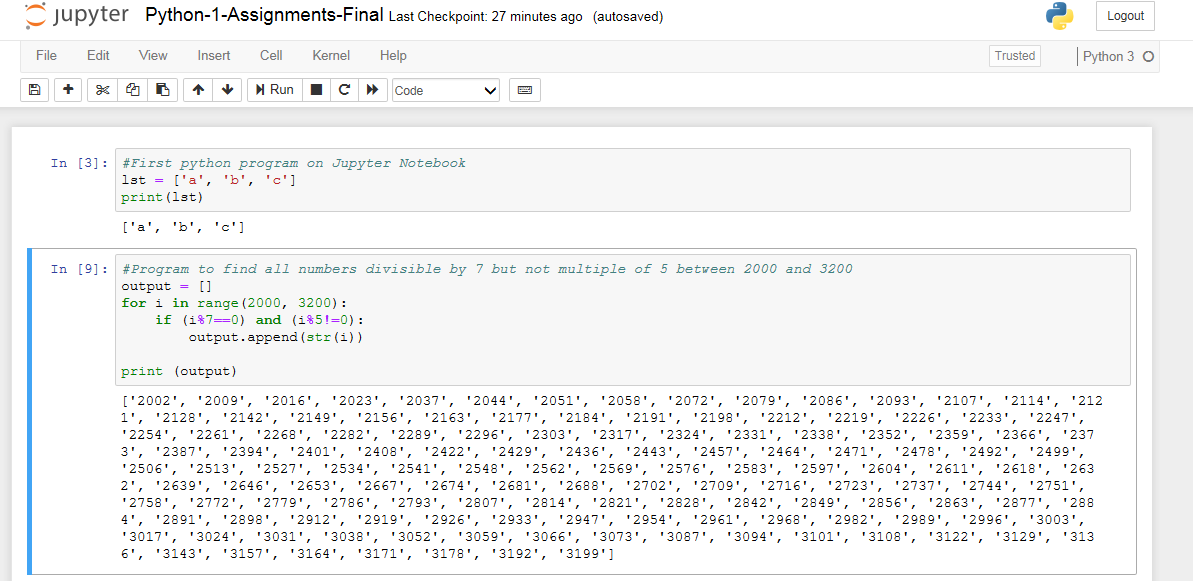 jupyter Python-1-Assignments-Final Last Checkpoint: 27 minutes ago (autosaved) Logout
File Edit View Insert Cell Kernel Help Trusted Python 3
Run Code
In [3]: #First python program on Jupyter Notebook
lst = ['a', 'b', 'c']
print(lst)
['a', 'b', 'c']
In [9]: #Program to find all numbers divisible by 7 but not multiple of 5 between 2000 and 3200
output = []
for i in range(2000, 3200):
    if (i%7==0) and (i%5!=0):
        output.append(str(i))
print (output)
['2002', '2009', '2016', '2023', '2037', '2044', '2051', '2058', '2072', '2079', '2086', '2093', '2107', '2114', '212
1', '2128', '2142', '2149', '2156', '2163', '2177', '2184', '2191', '2198', '2212', '2219', '2226', '2233', '2247',
'2254', '2261', '2268', '2282', '2289', '2296', '2303', '2317', '2324', '2331', '2338', '2352', '2359', '2366', '237
3', '2387', '2394', '2401', '2408', '2422', '2429', '2436', '2443', '2457', '2464', '2471', '2478', '2492', '2499',
'2506', '2513', '2527', '2534', '2541', '2548', '2562', '2569', '2576', '2583', '2597', '2604', '2611', '2618', '263
2', '2639', '2646', '2653', '2667', '2674', '2681', '2688', '2702', '2709', '2716', '2723', '2737', '2744', '2751',
'2758', '2772', '2779', '2786', '2793', '2807', '2814', '2821', '2828', '2842', '2849', '2856', '2863', '2877', '288
4', '2891', '2898', '2912', '2919', '2926', '2933', '2947', '2954', '2961', '2968', '2982', '2989', '2996', '3003',
'3017', '3024', '3031', '3038', '3052', '3059', '3066', '3073', '3087', '3094', '3101', '3108', '3122', '3129', '313
6', '3143', '3157', '3164', '3171', '3178', '3192', '3199']